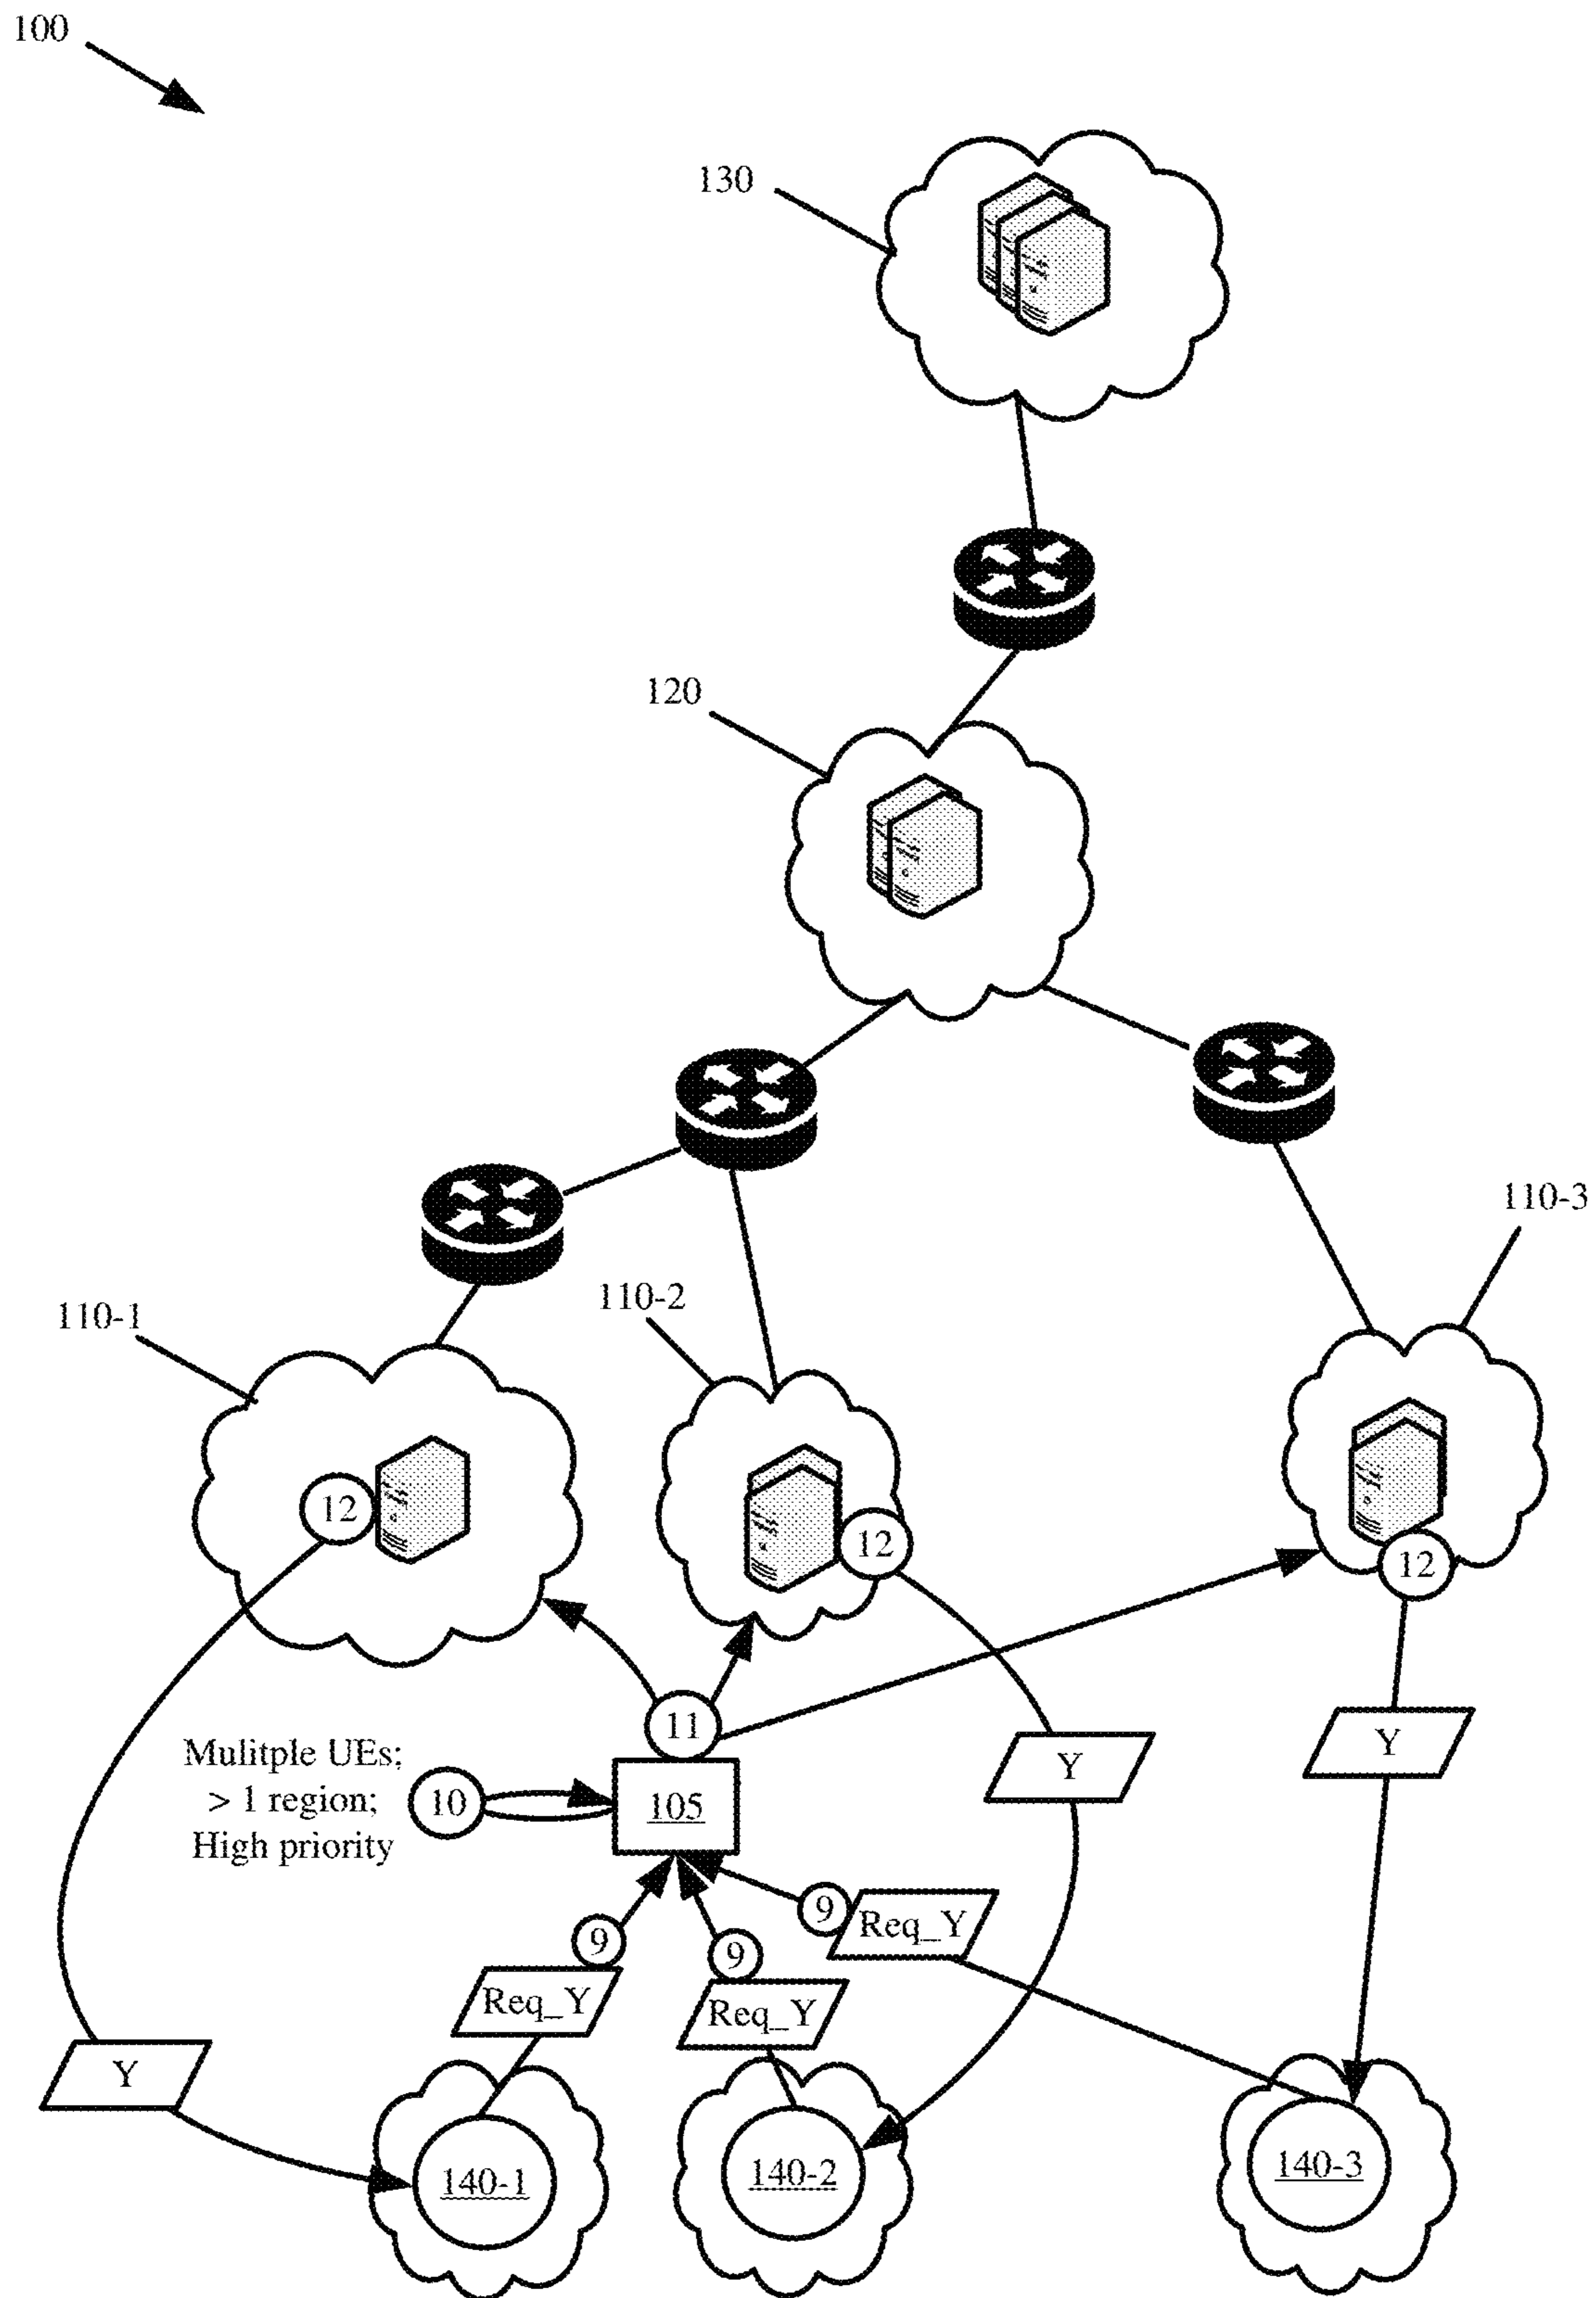 100
130
120
110-3
110-2
110-1
12
12
12
11
Mulitple UEs;
> 1 region;
High priority
10
105
Y
Y
9
Req_Y
9
9
Req_Y
Req_Y
Y
140-1
140-2
140-3